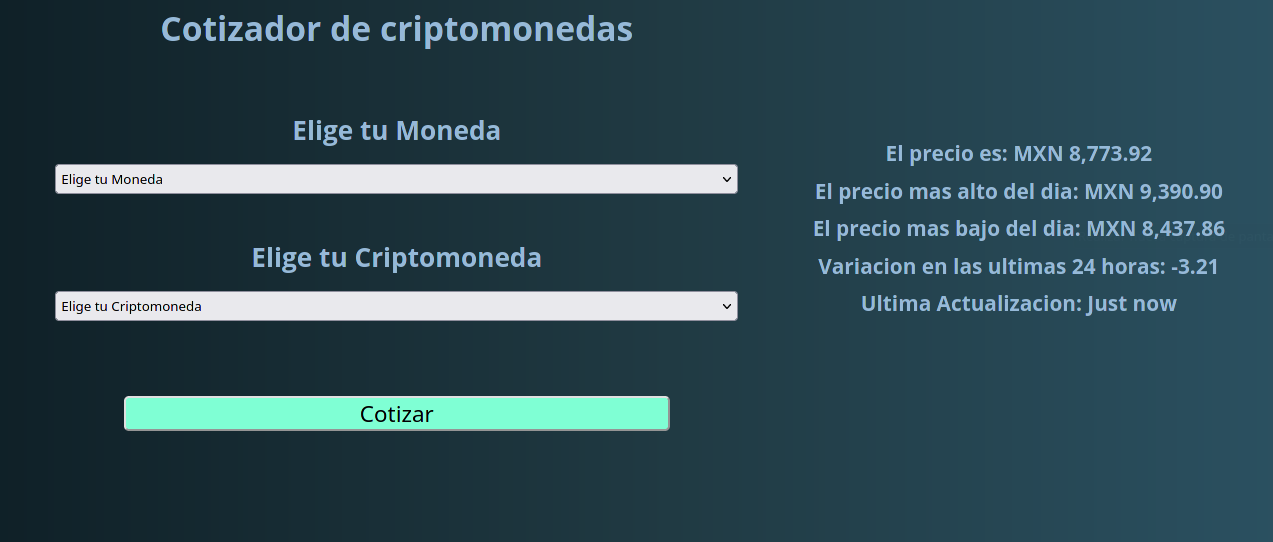 Cotizador de criptomonedas
Elige tu Moneda
Elige tu Moneda
Elige tu Criptomoneda
Elige tu Criptomoneda
Cotizar
El precio es: MXN 8,773.92
El precio mas alto del dia: MXN 9,390.90
El precio mas bajo del dia: MXN 8,437.86
Variacion en las ultimas 24 horas: -3.21
Ultima Actualizacion: Just now